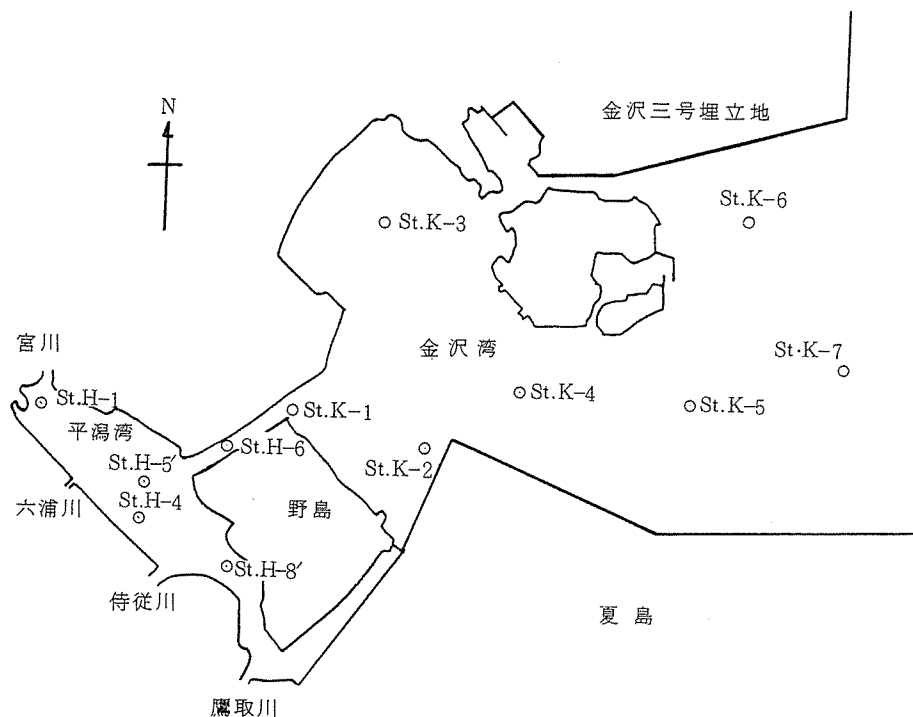 N
金沢三号埋立地
St.K-6
St.K-3
宮川
金沢湾
St·K-7
St.H-1
St.K-4
St.K-5
St.K-1
平潟湾
St.H-6
St.K-2
St.H-5′
St.H-4
六浦川
野島
St.H-8′
侍従川
夏島
鷹取川